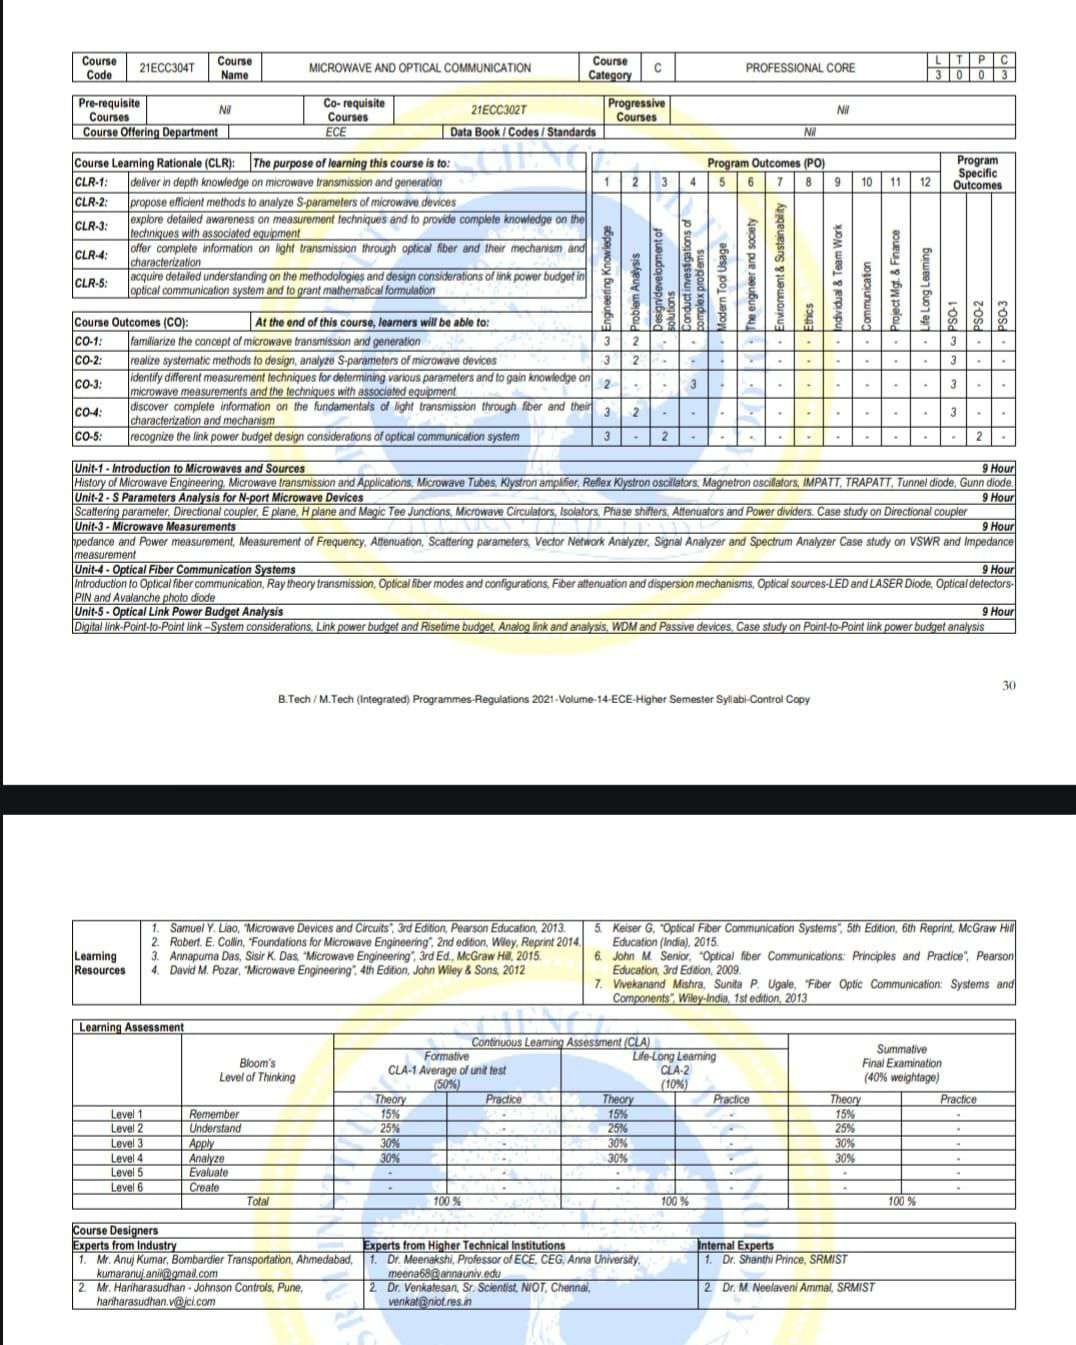 Course Code 21ECC304T Course Name MICROWAVE AND OPTICAL COMMUNICATION Course Category C PROFESSIONAL CORE L T P C
3 0 0 3
Pre-requisite Courses Nil Co- requisite Courses 21ECC302T Progressive Courses Nil
Course Offering Department ECE Data Book / Codes / Standards Nil
Course Learning Rationale (CLR): The purpose of learning this course is to: Program Outcomes (PO) Program Specific Outcomes
1 2 3 4 5 6 7 8 9 10 11 12
CLR-1: deliver in depth knowledge on microwave transmission and generation
CLR-2: propose efficient methods to analyze S-parameters of microwave devices
CLR-3: explore detailed awareness on measurement techniques and to provide complete knowledge on the
techniques with associated equipment
CLR-4: offer complete information on light transmission through optical fiber and their mechanism and
characterization
CLR-5: acquire detailed understanding on the methodologies and design considerations of link power budget in
optical communication system and to grant mathematical formulation
Engineering Knowledge
Problem Analysis
Design/development of solutions
Conduct investigations of complex problems
Modern Tool Usage
The engineer and society
Environment & Sustainability
Ethics
Individual & Team Work
Communication
Project Mgt. & Finance
Life Long Learning
PSO-1
PSO-2
PSO-3
Course Outcomes (CO): At the end of this course, learners will be able to:
CO-1: familiarize the concept of microwave transmission and generation 3 2 - - - - - - - - - - 3 - -
CO-2: realize systematic methods to design, analyze S-parameters of microwave devices 3 2 - - - - - - - - - - 3 - -
CO-3: identify different measurement techniques for determining various parameters and to gain knowledge on
microwave measurements and the techniques with associated equipment 2 - - 3 - - - - - - - - 3 - -
CO-4: discover complete information on the fundamentals of light transmission through fiber and their
characterization and mechanism 3 2 - - - - - - - - - - 3 - -
CO-5: recognize the link power budget design considerations of optical communication system 3 - 2 - - - - - - - - - - 2 -
Unit-1 - Introduction to Microwaves and Sources 9 Hour
History of Microwave Engineering, Microwave transmission and Applications, Microwave Tubes, Klystron amplifier, Reflex Klystron oscillators, Magnetron oscillators, IMPATT, TRAPATT, Tunnel diode, Gunn diode.
Unit-2 - S Parameters Analysis for N-port Microwave Devices 9 Hour
Scattering parameter, Directional coupler, E plane, H plane and Magic Tee Junctions, Microwave Circulators, Isolators, Phase shifters, Attenuators and Power dividers. Case study on Directional coupler
Unit-3 - Microwave Measurements 9 Hour
pedance and Power measurement, Measurement of Frequency, Attenuation, Scattering parameters, Vector Network Analyzer, Signal Analyzer and Spectrum Analyzer Case study on VSWR and Impedance
measurement
Unit-4 - Optical Fiber Communication Systems 9 Hour
Introduction to Optical fiber communication, Ray theory transmission, Optical fiber modes and configurations, Fiber attenuation and dispersion mechanisms, Optical sources-LED and LASER Diode, Optical detectors-
PIN and Avalanche photo diode
Unit-5 - Optical Link Power Budget Analysis 9 Hour
Digital link-Point-to-Point link –System considerations, Link power budget and Risetime budget, Analog link and analysis, WDM and Passive devices, Case study on Point-to-Point link power budget analysis
30
B.Tech / M.Tech (Integrated) Programmes-Regulations 2021-Volume-14-ECE-Higher Semester Syllabi-Control Copy
Learning Resources
1. Samuel Y. Liao, "Microwave Devices and Circuits", 3rd Edition, Pearson Education, 2013.
2. Robert. E. Collin, "Foundations for Microwave Engineering", 2nd edition, Wiley, Reprint 2014.
3. Annapurna Das, Sisir K. Das, "Microwave Engineering", 3rd Ed., McGraw Hill, 2015.
4. David M. Pozar, "Microwave Engineering", 4th Edition, John Wiley & Sons, 2012
5. Keiser G, "Optical Fiber Communication Systems", 5th Edition, 6th Reprint, McGraw Hill
Education (India), 2015.
6. John M. Senior, "Optical fiber Communications: Principles and Practice", Pearson
Education, 3rd Edition, 2009.
7. Vivekanand Mishra, Sunita P. Ugale, "Fiber Optic Communication: Systems and
Components", Wiley-India, 1st edition, 2013
Learning Assessment
Bloom's
Level of Thinking
Continuous Learning Assessment (CLA)
Formative
CLA-1 Average of unit test
(50%)
Life-Long Learning
CLA-2
(10%)
Summative
Final Examination
(40% weightage)
Theory Practice Theory Practice Theory Practice
Level 1 Remember 15% - 15% - 15% -
Level 2 Understand 25% - 25% - 25% -
Level 3 Apply 30% - 30% - 30% -
Level 4 Analyze 30% - 30% - 30% -
Level 5 Evaluate - - - - - -
Level 6 Create - - - - - -
Total 100 % 100 % 100 %
Course Designers
Experts from Industry Experts from Higher Technical Institutions Internal Experts
1. Mr. Anuj Kumar, Bombardier Transportation, Ahmedabad,
kumaranuj.anii@gmail.com
1. Dr. Meenakshi, Professor of ECE, CEG, Anna University,
meena68@annauniv.edu
1. Dr. Shanthi Prince, SRMIST
2. Mr. Hariharasudhan - Johnson Controls, Pune,
hariharasudhan.v@jci.com
2. Dr. Venkatesan, Sr. Scientist, NIOT, Chennai,
venkat@niot.res.in
2. Dr. M. Neelaveni Ammal, SRMIST